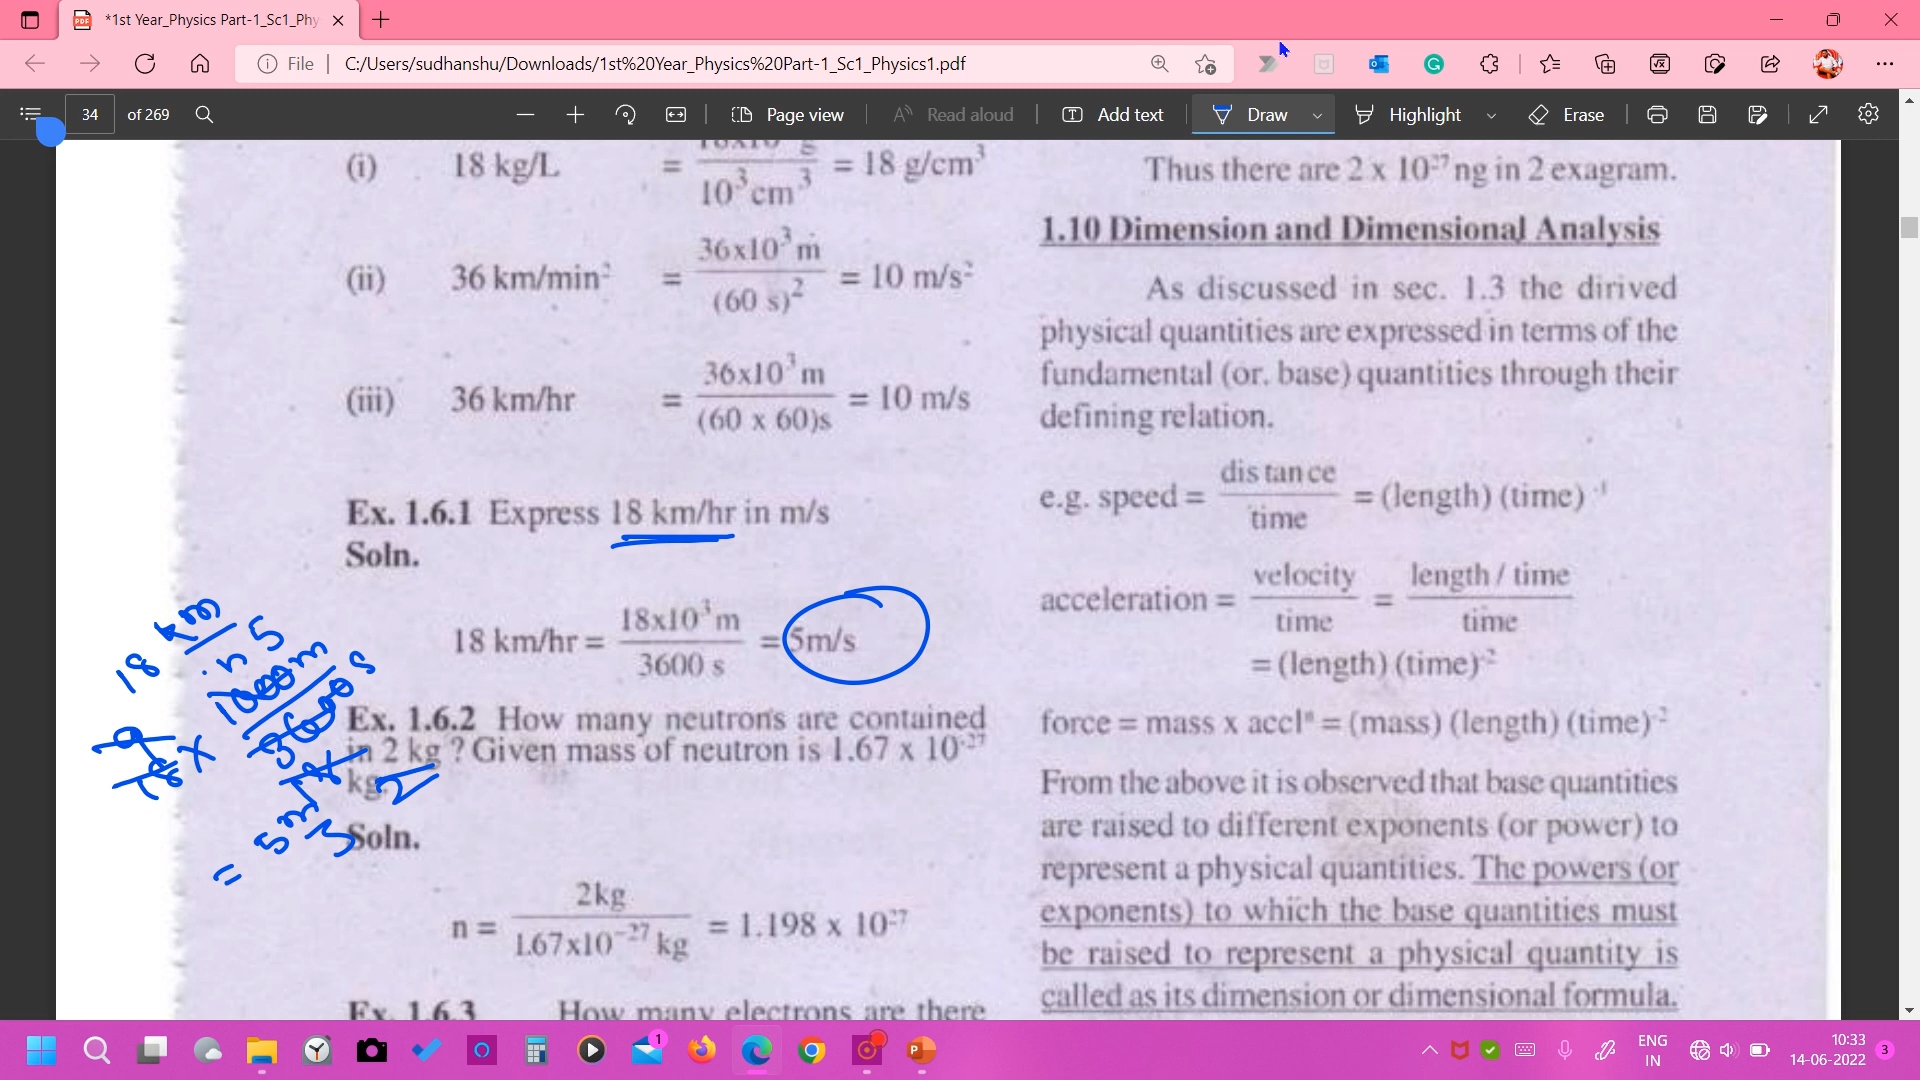 *1st Year_Physics Part-1_Sc1_Phy
File
C:/Users/sudhanshu/Downloads/1st%20Year_Physics%20Part-1_Sc1_Physics1.pdf
34 of 269
Page view
Read aloud
Add text
Draw
Highlight
Erase
(i) 18 kg/L = 18x10³ g / 10³cm³ = 18 g/cm³
(ii) 36 km/min² = 36x10³ m / (60 s)² = 10 m/s²
(iii) 36 km/hr = 36x10³ m / (60 x 60)s = 10 m/s
Ex. 1.6.1 Express 18 km/hr in m/s
Soln.
18 km/hr = 18x10³ m / 3600 s = 5m/s
Ex. 1.6.2 How many neutrons are contained
in 2 kg ? Given mass of neutron is 1.67 x 10⁻²⁷
kg.
Soln.
n = 2kg / 1.67x10⁻²⁷ kg = 1.198 x 10²⁷
Ex. 1.6.3 How many electrons are there
18 km
1000m
3600 s
18 x
2
= 5 m
Thus there are 2 x 10²⁷ ng in 2 exagram.
1.10 Dimension and Dimensional Analysis
As discussed in sec. 1.3 the dirived
physical quantities are expressed in terms of the
fundamental (or. base) quantities through their
defining relation.
e.g. speed = distance / time = (length) (time)⁻¹
acceleration = velocity / time = length / time / time
= (length) (time)⁻²
force = mass x acclⁿ = (mass) (length) (time)⁻²
From the above it is observed that base quantities
are raised to different exponents (or power) to
represent a physical quantities. The powers (or
exponents) to which the base quantities must
be raised to represent a physical quantity is
called as its dimension or dimensional formula.
1
ENG
IN
10:33
14-06-2022
3